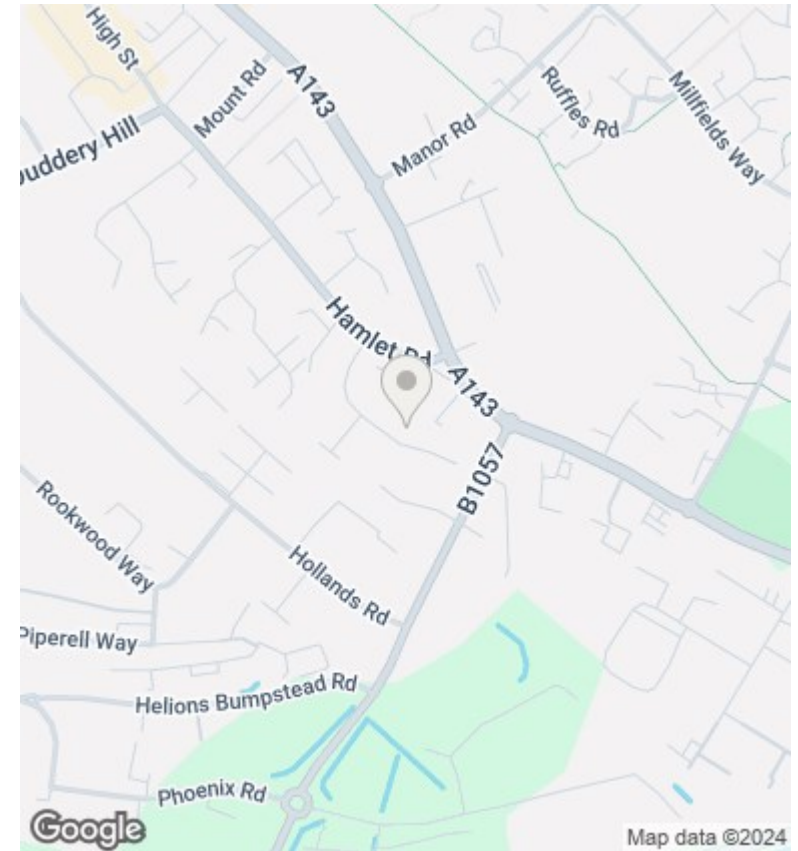 High St
Mount Rd
A143
Manor Rd
Ruffles Rd
Millfields Way
Duddery Hill
Hamlet Rd
A143
B1057
Rookwood Way
Hollands Rd
Piperell Way
Helions Bumpstead Rd
Phoenix Rd
Google
Map data ©2024